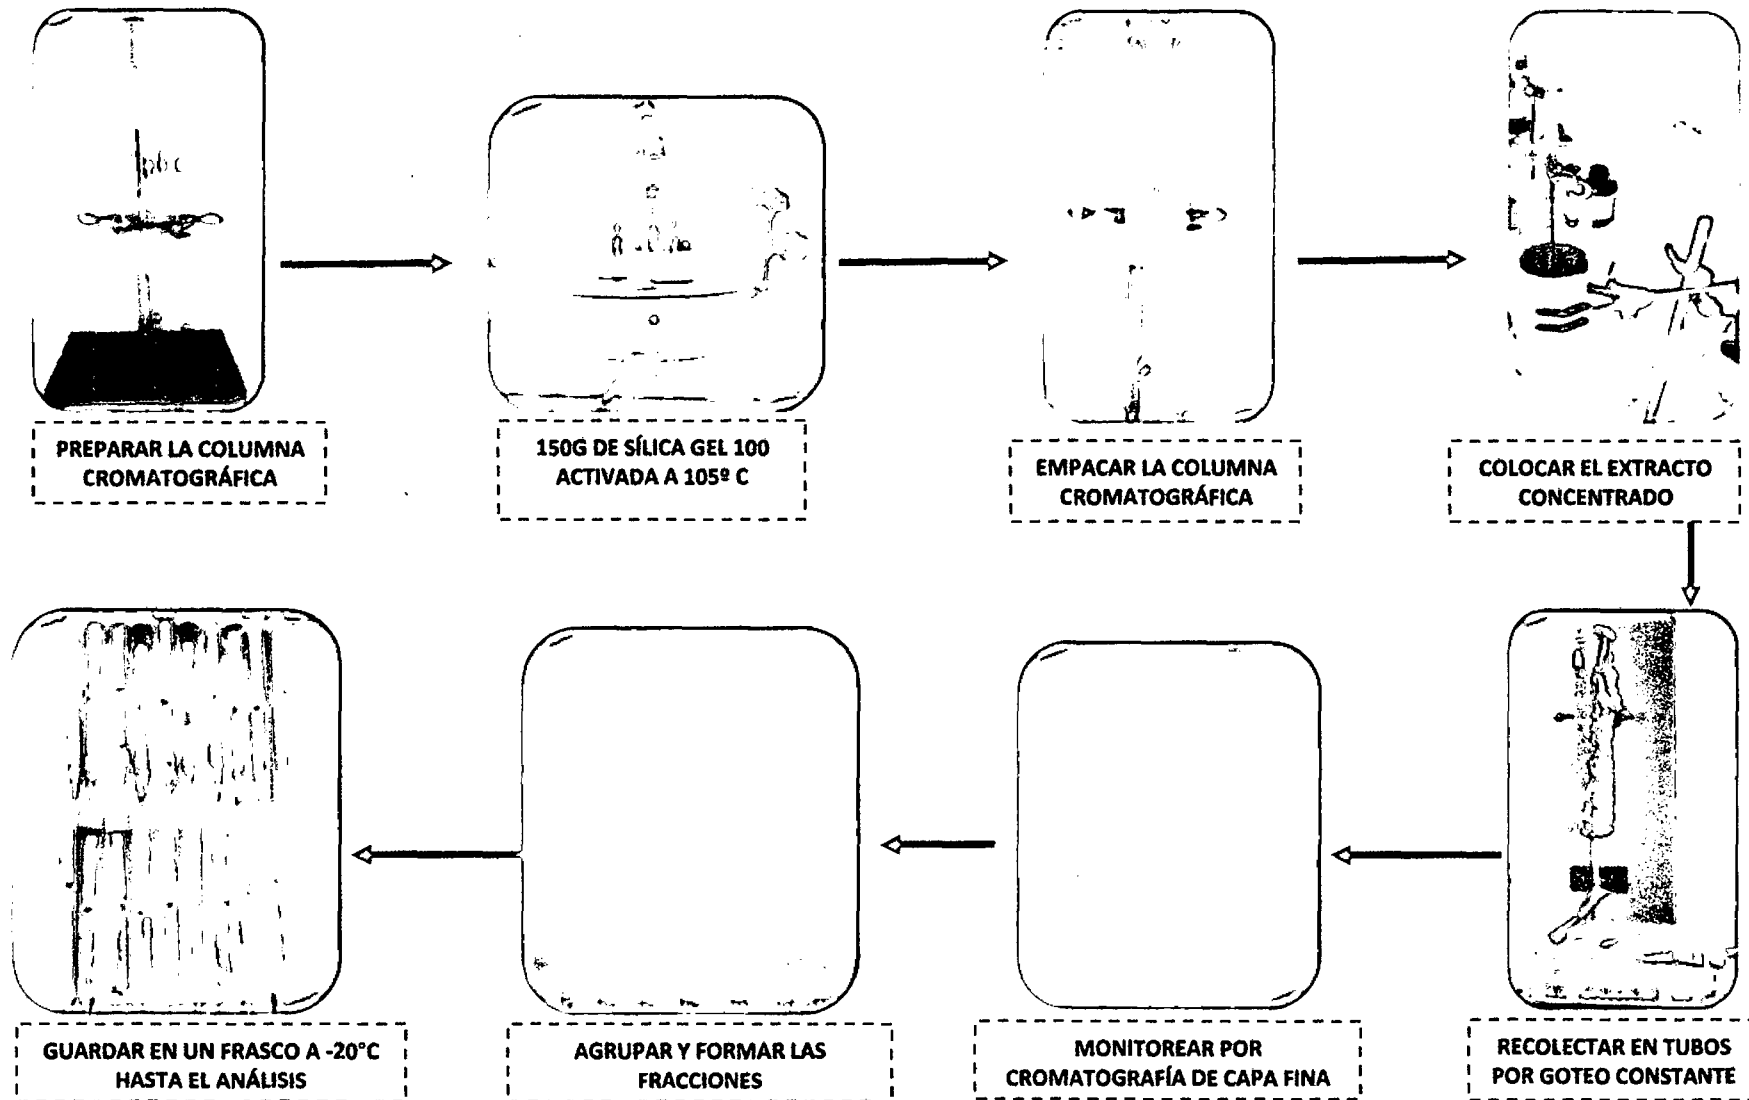 PREPARAR LA COLUMNA
CROMATOGRÁFICA
150G DE SÍLICA GEL 100
ACTIVADA A 105º C
EMPACAR LA COLUMNA
CROMATOGRÁFICA
COLOCAR EL EXTRACTO
CONCENTRADO
RECOLECTAR EN TUBOS
POR GOTEO CONSTANTE
MONITOREAR POR
CROMATOGRAFÍA DE CAPA FINA
AGRUPAR Y FORMAR LAS
FRACCIONES
GUARDAR EN UN FRASCO A -20°C
HASTA EL ANÁLISIS